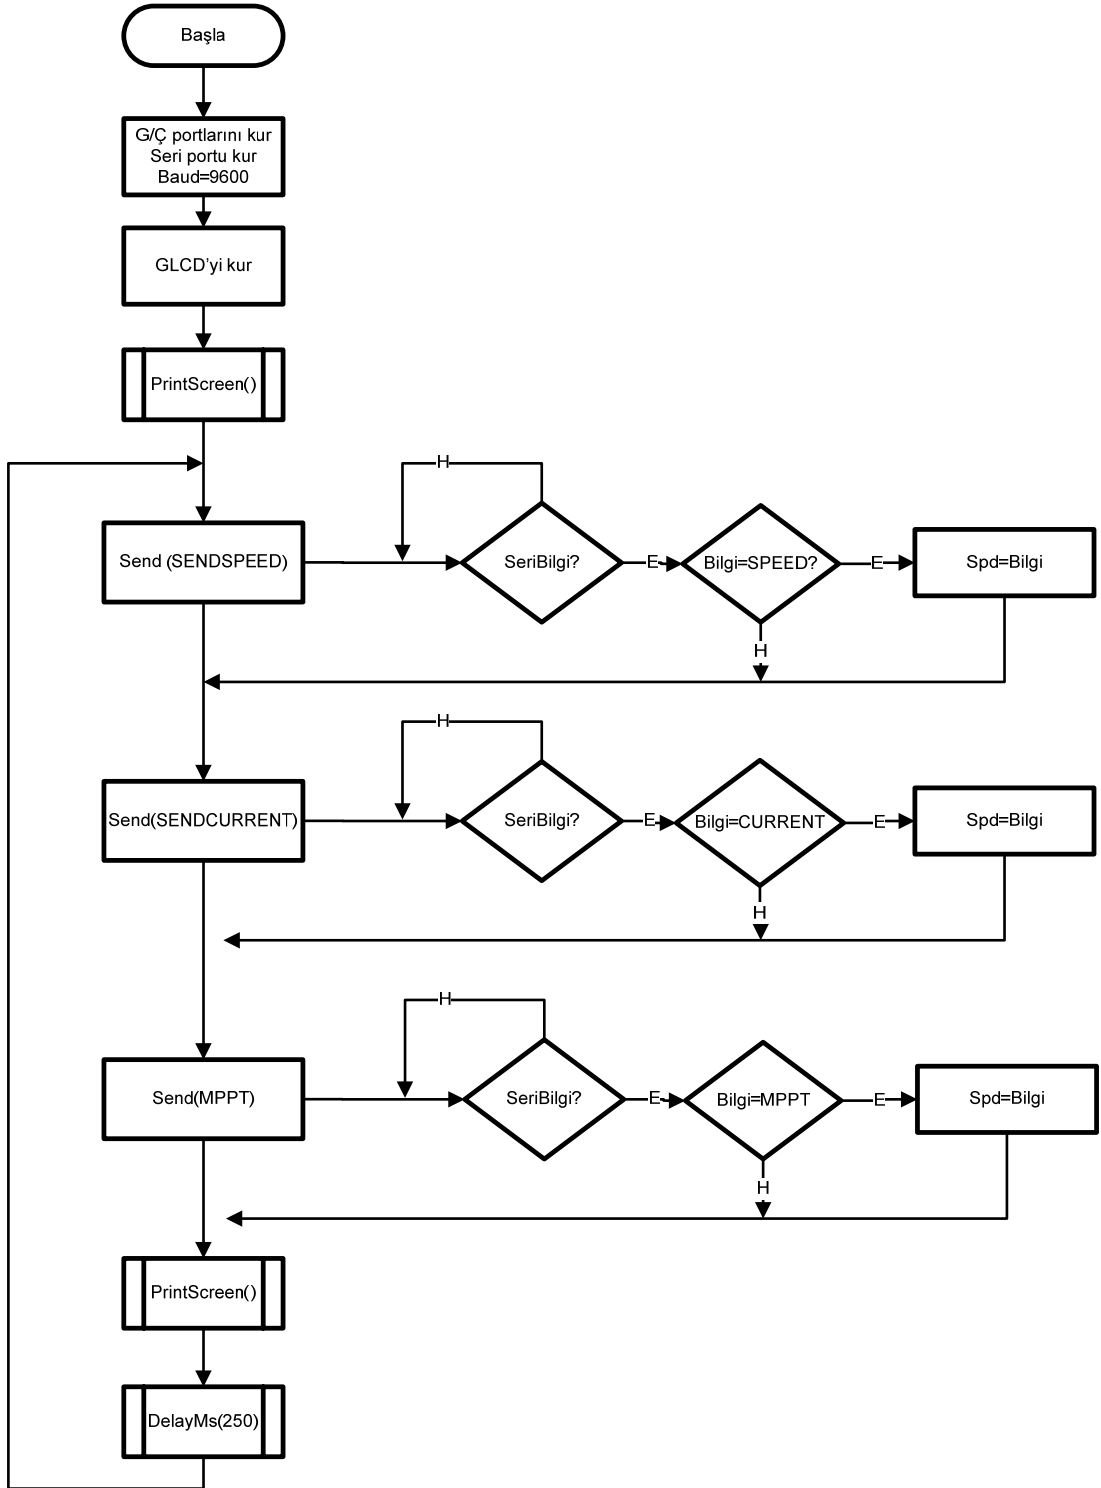 Başla
G/Ç portlarını kur
Seri portu kur
Baud=9600
GLCD'yi kur
PrintScreen()
H
Send (SENDSPEED)
SeriBilgi?
E
Bilgi=SPEED?
E
Spd=Bilgi
H
H
Send(SENDCURRENT)
SeriBilgi?
E
Bilgi=CURRENT
E
Spd=Bilgi
H
H
Send(MPPT)
SeriBilgi?
E
Bilgi=MPPT
E
Spd=Bilgi
H
PrintScreen()
DelayMs(250)